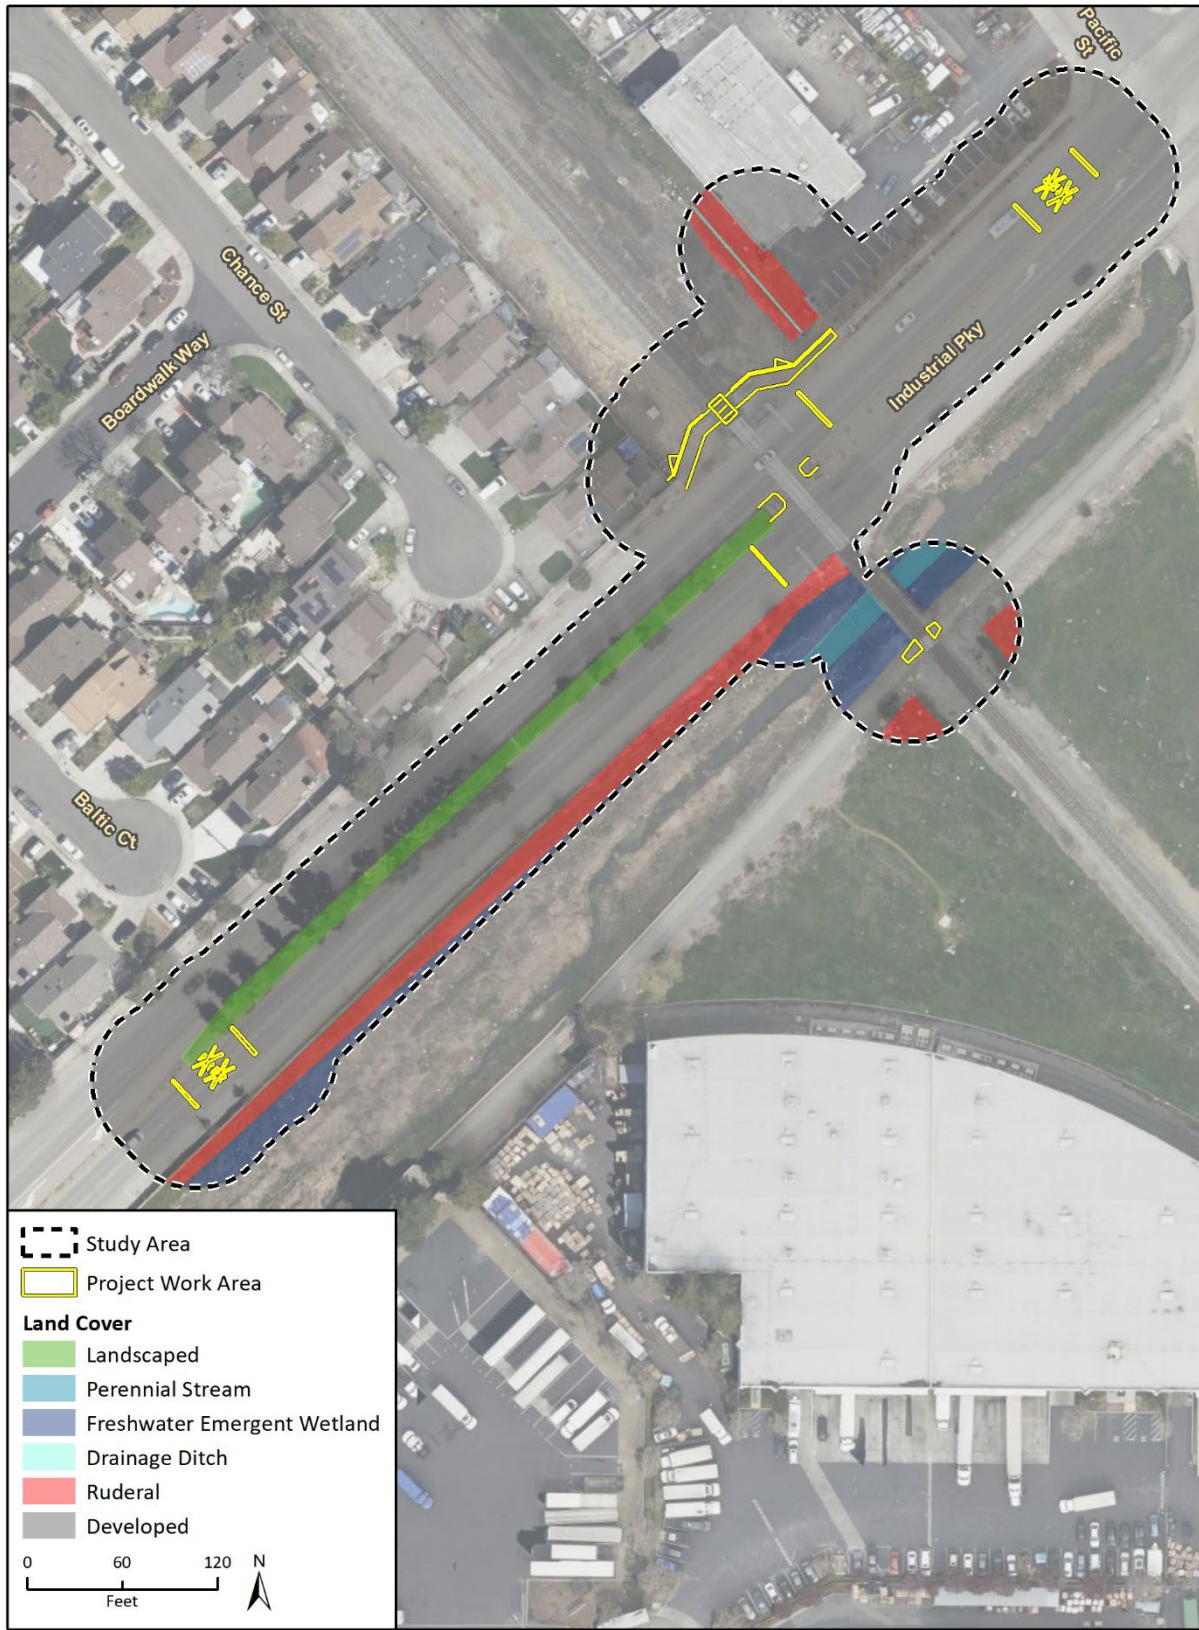 Pacific
St
Chance St
Boardwalk Way
Industrial Pky
Baltic Ct
Study Area
Project Work Area
Land Cover
Landscaped
Perennial Stream
Freshwater Emergent Wetland
Drainage Ditch
Ruderal
Developed
0 60 120 N
Feet